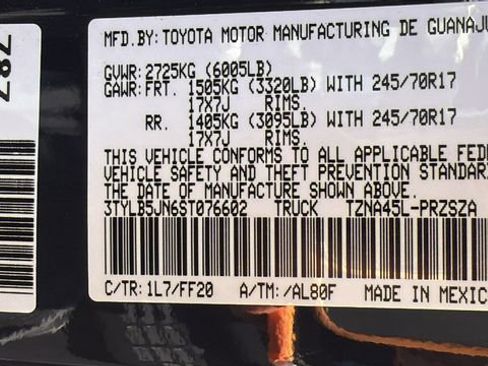 787
MFD.BY: TOYOTA MOTOR MANUFACTURING DE GUANAJU
GVWR: 2725KG (6005LB)
GAWR: FRT. 1505KG (3320LB) WITH 245/70R17
17X7J RIMS.
RR. 1405KG (3095LB) WITH 245/70R17
17X7J RIMS.
THIS VEHICLE CONFORMS TO ALL APPLICABLE FEDE
VEHICLE SAFETY AND THEFT PREVENTION STANDAR
THE DATE OF MANUFACTURE SHOWN ABOVE.
3TYLB5JN6ST076602 TRUCK TZNA45L-PRZSZA
C/TR: 1L7/FF20 A/TM: /AL80F MADE IN MEXIC